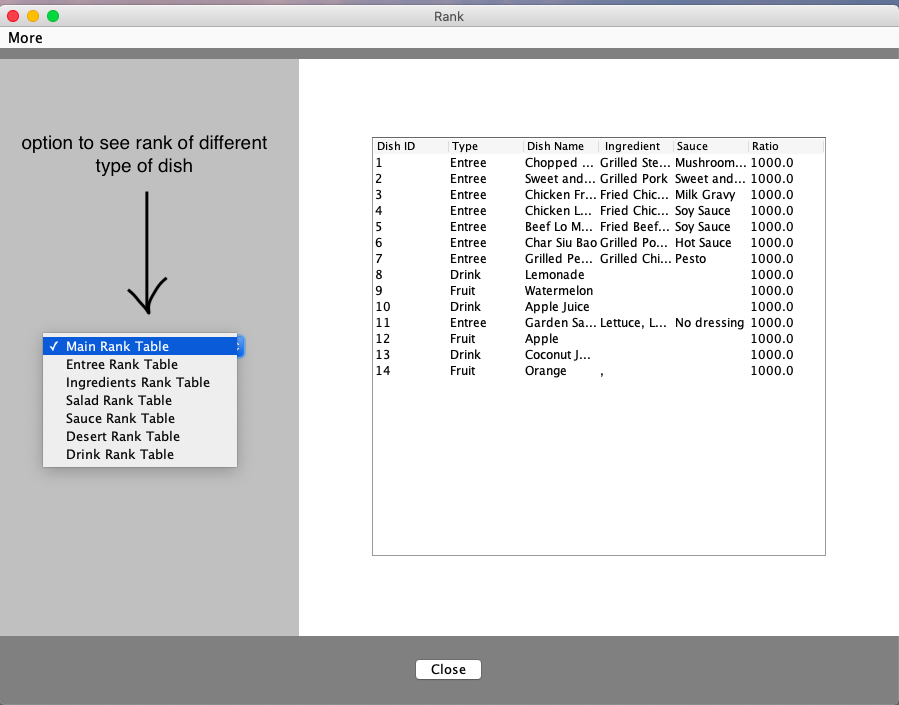 Rank
More
option to see rank of different
type of dish
✓ Main Rank Table
Entree Rank Table
Ingredients Rank Table
Salad Rank Table
Sauce Rank Table
Desert Rank Table
Drink Rank Table
Dish ID Type Dish Name Ingredient Sauce Ratio
1 Entree Chopped ... Grilled Ste... Mushroom... 1000.0
2 Entree Sweet and... Grilled Pork Sweet and... 1000.0
3 Entree Chicken Fr... Fried Chic... Milk Gravy 1000.0
4 Entree Chicken L... Fried Chic... Soy Sauce 1000.0
5 Entree Beef Lo M... Fried Beef... Soy Sauce 1000.0
6 Entree Char Siu Bao Grilled Po... Hot Sauce 1000.0
7 Entree Grilled Pe... Grilled Chi... Pesto 1000.0
8 Drink Lemonade 1000.0
9 Fruit Watermelon 1000.0
10 Drink Apple Juice 1000.0
11 Entree Garden Sa... Lettuce, L... No dressing 1000.0
12 Fruit Apple 1000.0
13 Drink Coconut J... 1000.0
14 Fruit Orange , 1000.0
Close